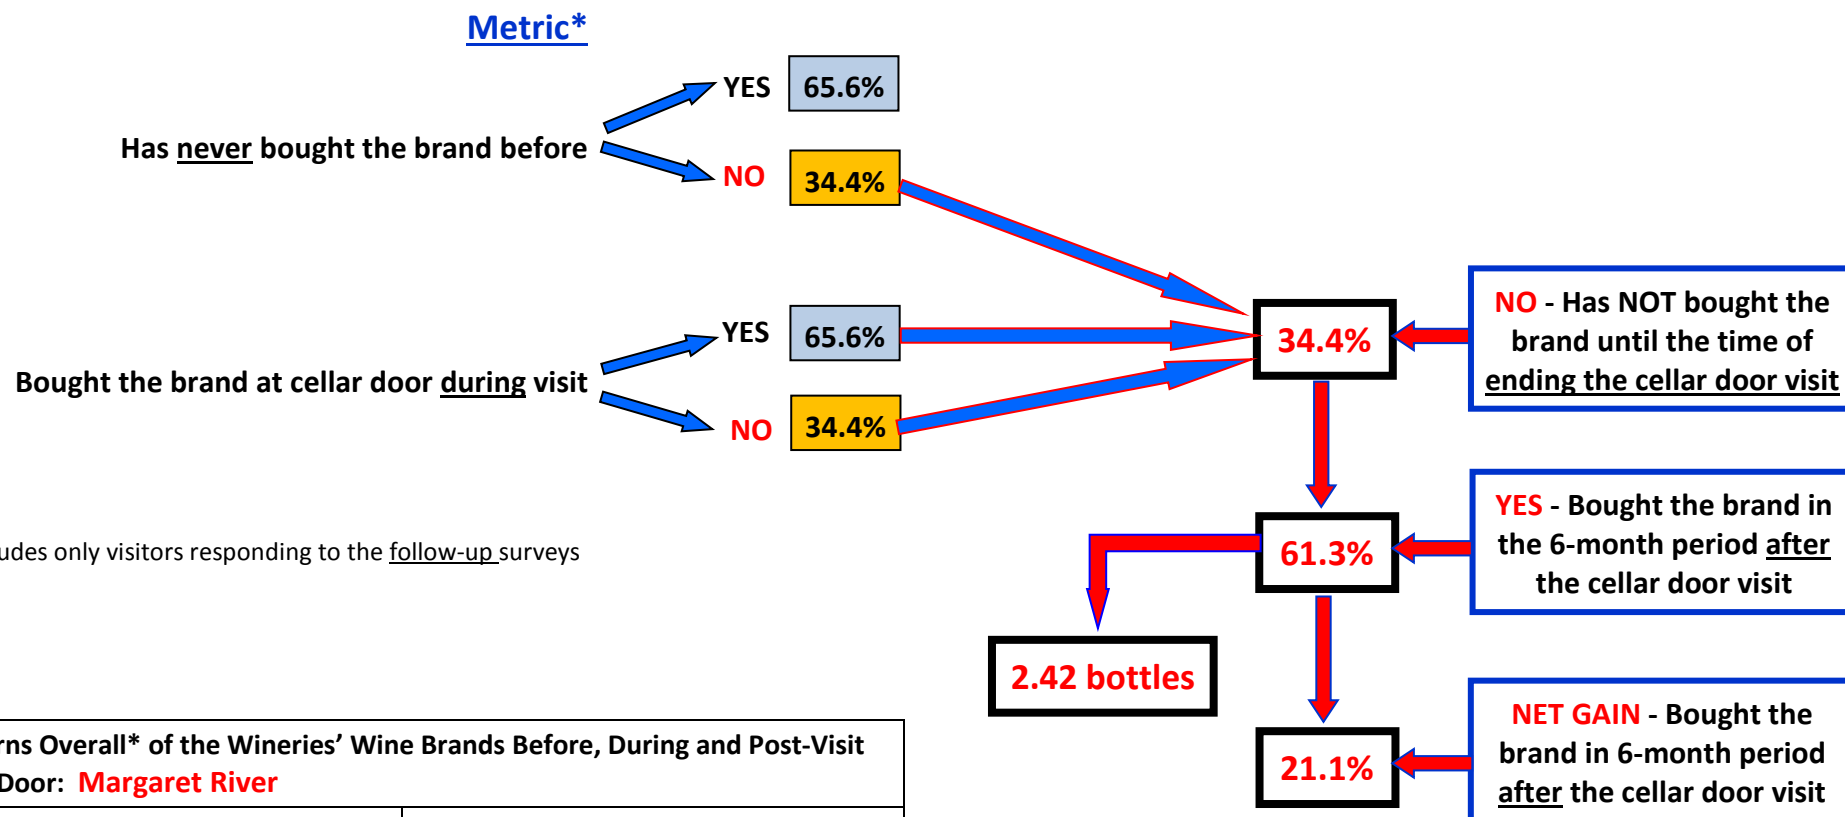 Metric*
YES 65.6%
Has never bought the brand before
NO 34.4%
YES 65.6%
Bought the brand at cellar door during visit
NO 34.4%
34.4%
NO - Has NOT bought the
brand until the time of
ending the cellar door visit
only visitors responding to the follow-up surveys
61.3%
YES - Bought the brand in
the 6-month period after
the cellar door visit
2.42 bottles
21.1%
NET GAIN - Bought the
brand in 6-month period
after the cellar door visit
Overall* of the Wineries’ Wine Brands Before, During and Post-Visit
Door: Margaret River